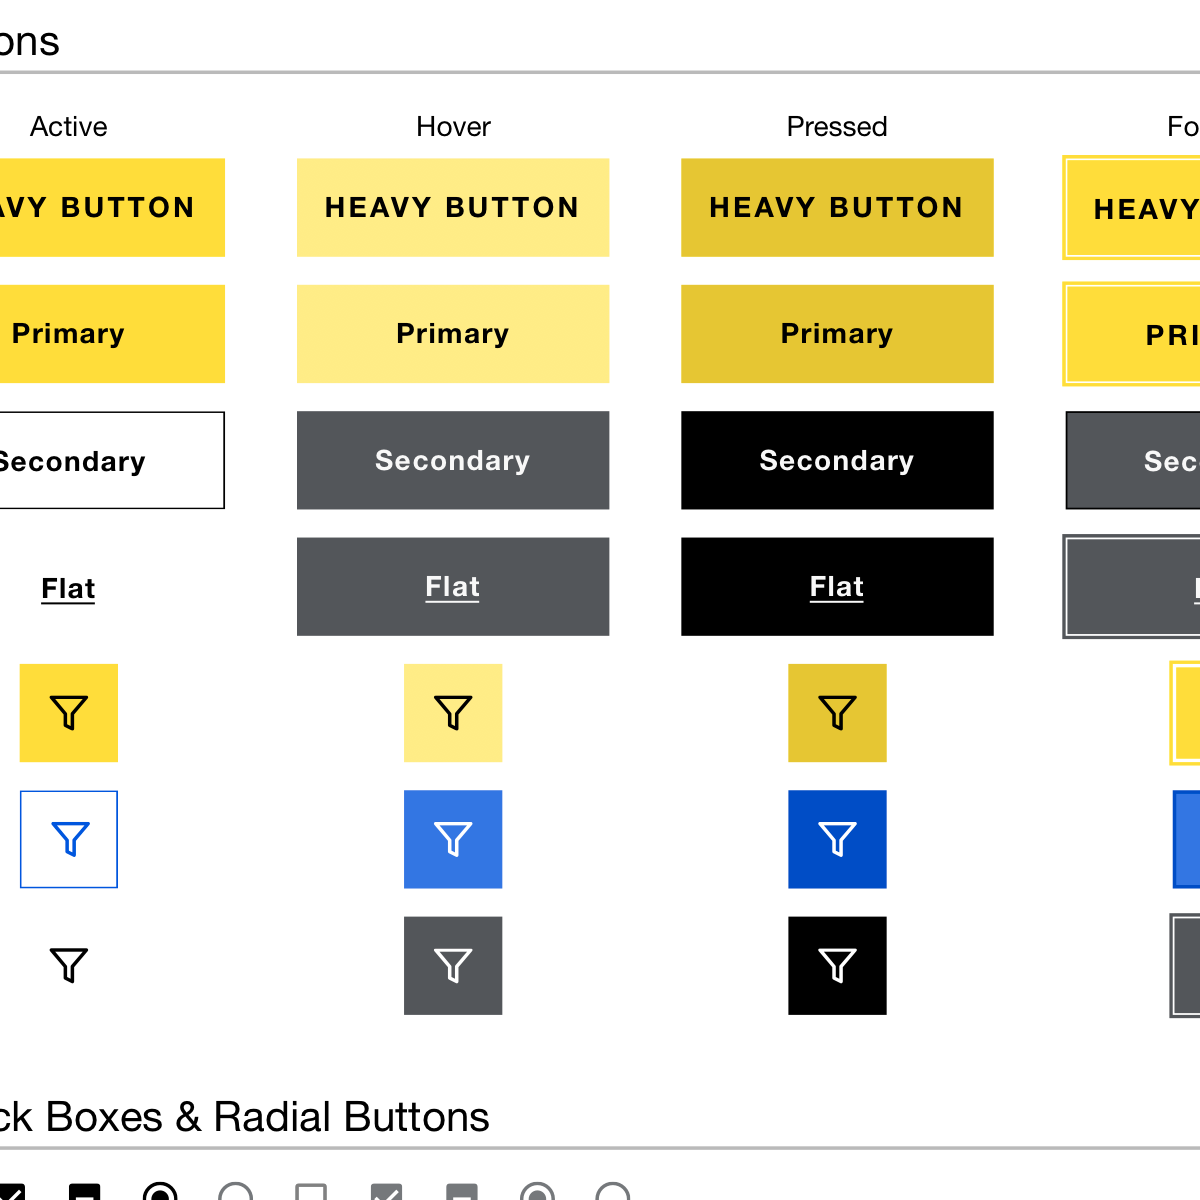 ons
Active Hover Pressed Fo
AVY BUTTON HEAVY BUTTON HEAVY BUTTON HEAVY
Primary Primary Primary PRI
Secondary Secondary Secondary Sec
Flat Flat Flat
ck Boxes & Radial Buttons